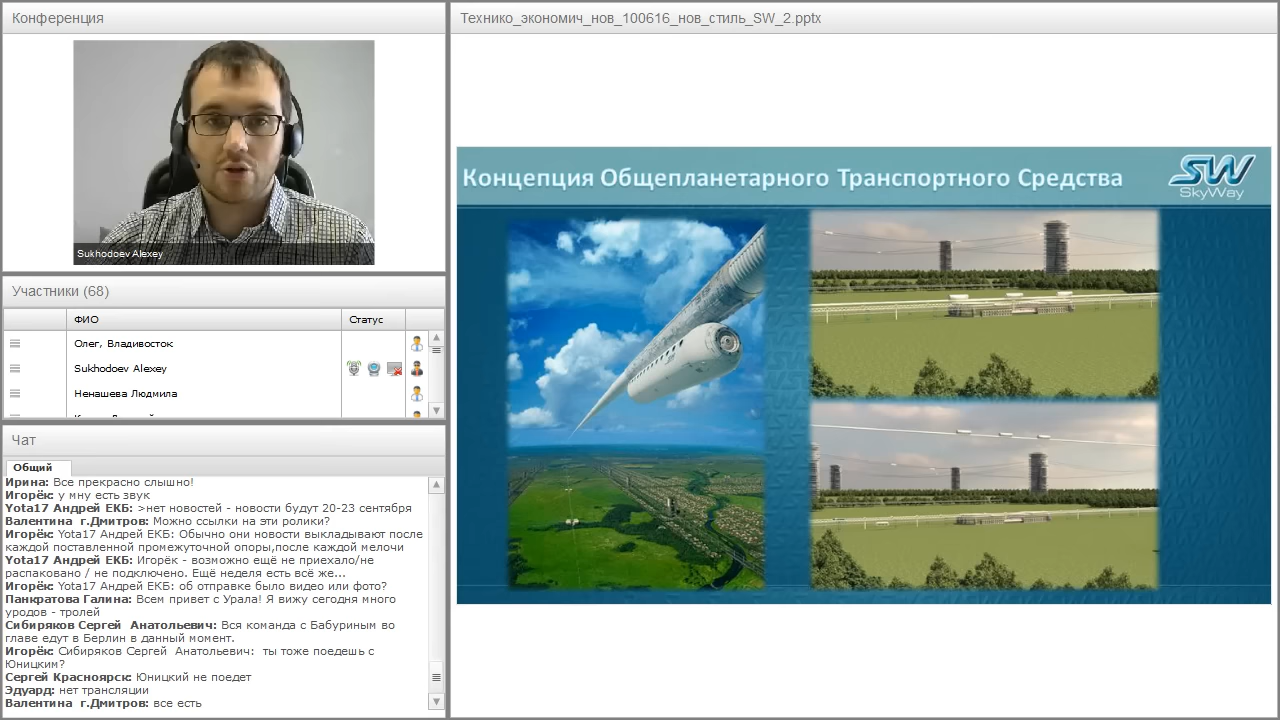 Конференция
Sukhodoev Alexey
Участники (68)
ФИО
Статус
Олег, Владивосток
Sukhodoev Alexey
Ненашева Людмила
Чат
Общий
Ирина: Все прекрасно слышно!
Игорёк: у мну есть звук
Yota17 Андрей ЕКБ: >нет новостей - новости будут 20-23 сентября
Валентина г.Дмитров: Можно ссылки на эти ролики?
Игорёк: Yota17 Андрей ЕКБ: Обычно они новости выкладывают после
каждой поставленной промежуточной опоры,после каждой мелочи
Yota17 Андрей ЕКБ: Игорёк - возможно ещё не приехало/не
распаковано / не подключено. Ещё неделя есть всё же...
Игорёк: Yota17 Андрей ЕКБ: об отправке было видео или фото?
Панкратова Галина: Всем привет с Урала! Я вижу сегодня много
уродов - тролей
Сибиряков Сергей Анатольевич: Вся команда с Бабуриным во
главе едут в Берлин в данный момент.
Игорёк: Сибиряков Сергей Анатольевич: ты тоже поедешь с
Юницким?
Сергей Красноярск: Юницкий не поедет
Эдуард: нет трансляции
Валентина г.Дмитров: все есть
Технико_экономич_нов_100616_нов_стиль_SW_2.pptx
Концепция Общепланетарного Транспортного Средства
SW
SkyWay